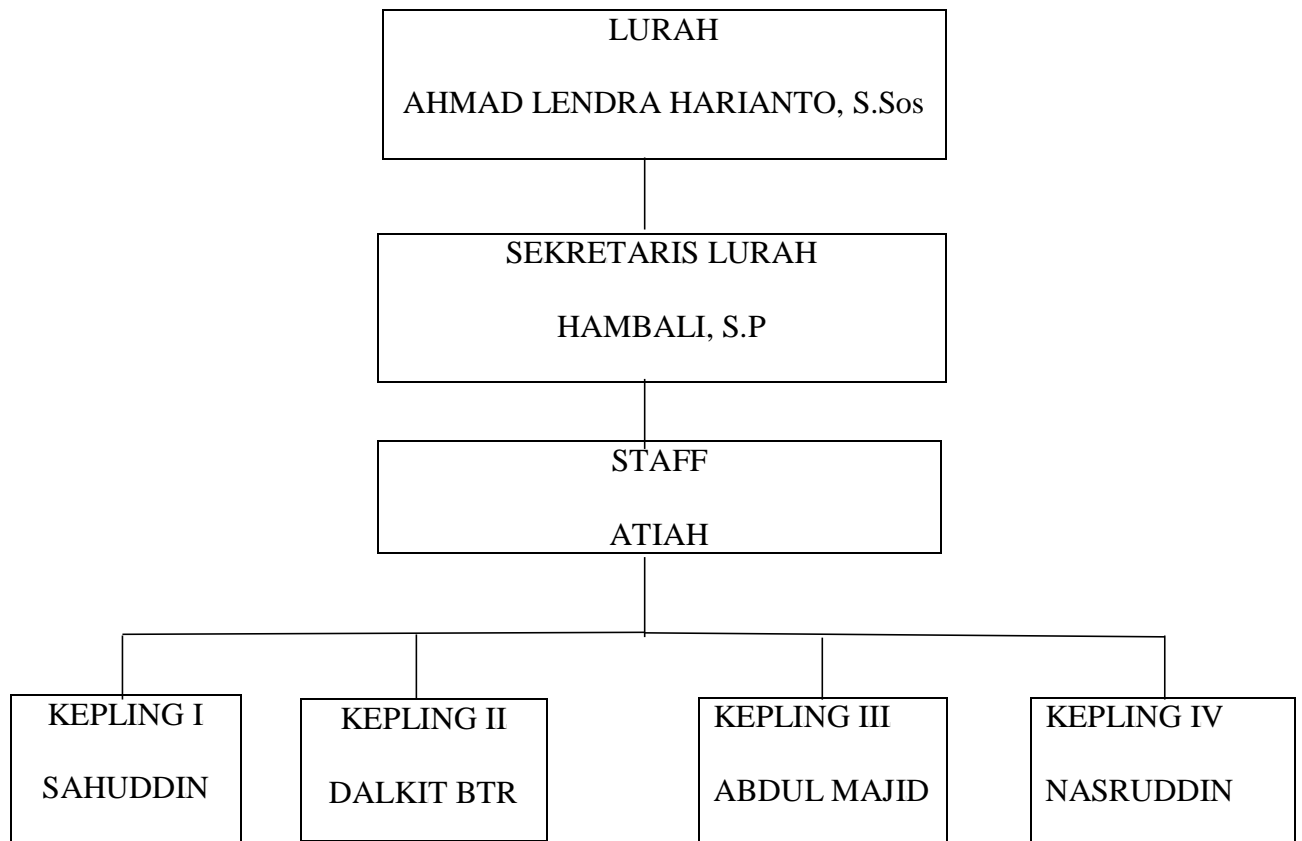 LURAH
AHMAD LENDRA HARIANTO, S.Sos
SEKRETARIS LURAH
HAMBALI, S.P
STAFF
ATIAH
KEPLING I
SAHUDDIN
KEPLING II
DALKIT BTR
KEPLING III
ABDUL MAJID
KEPLING IV
NASRUDDIN